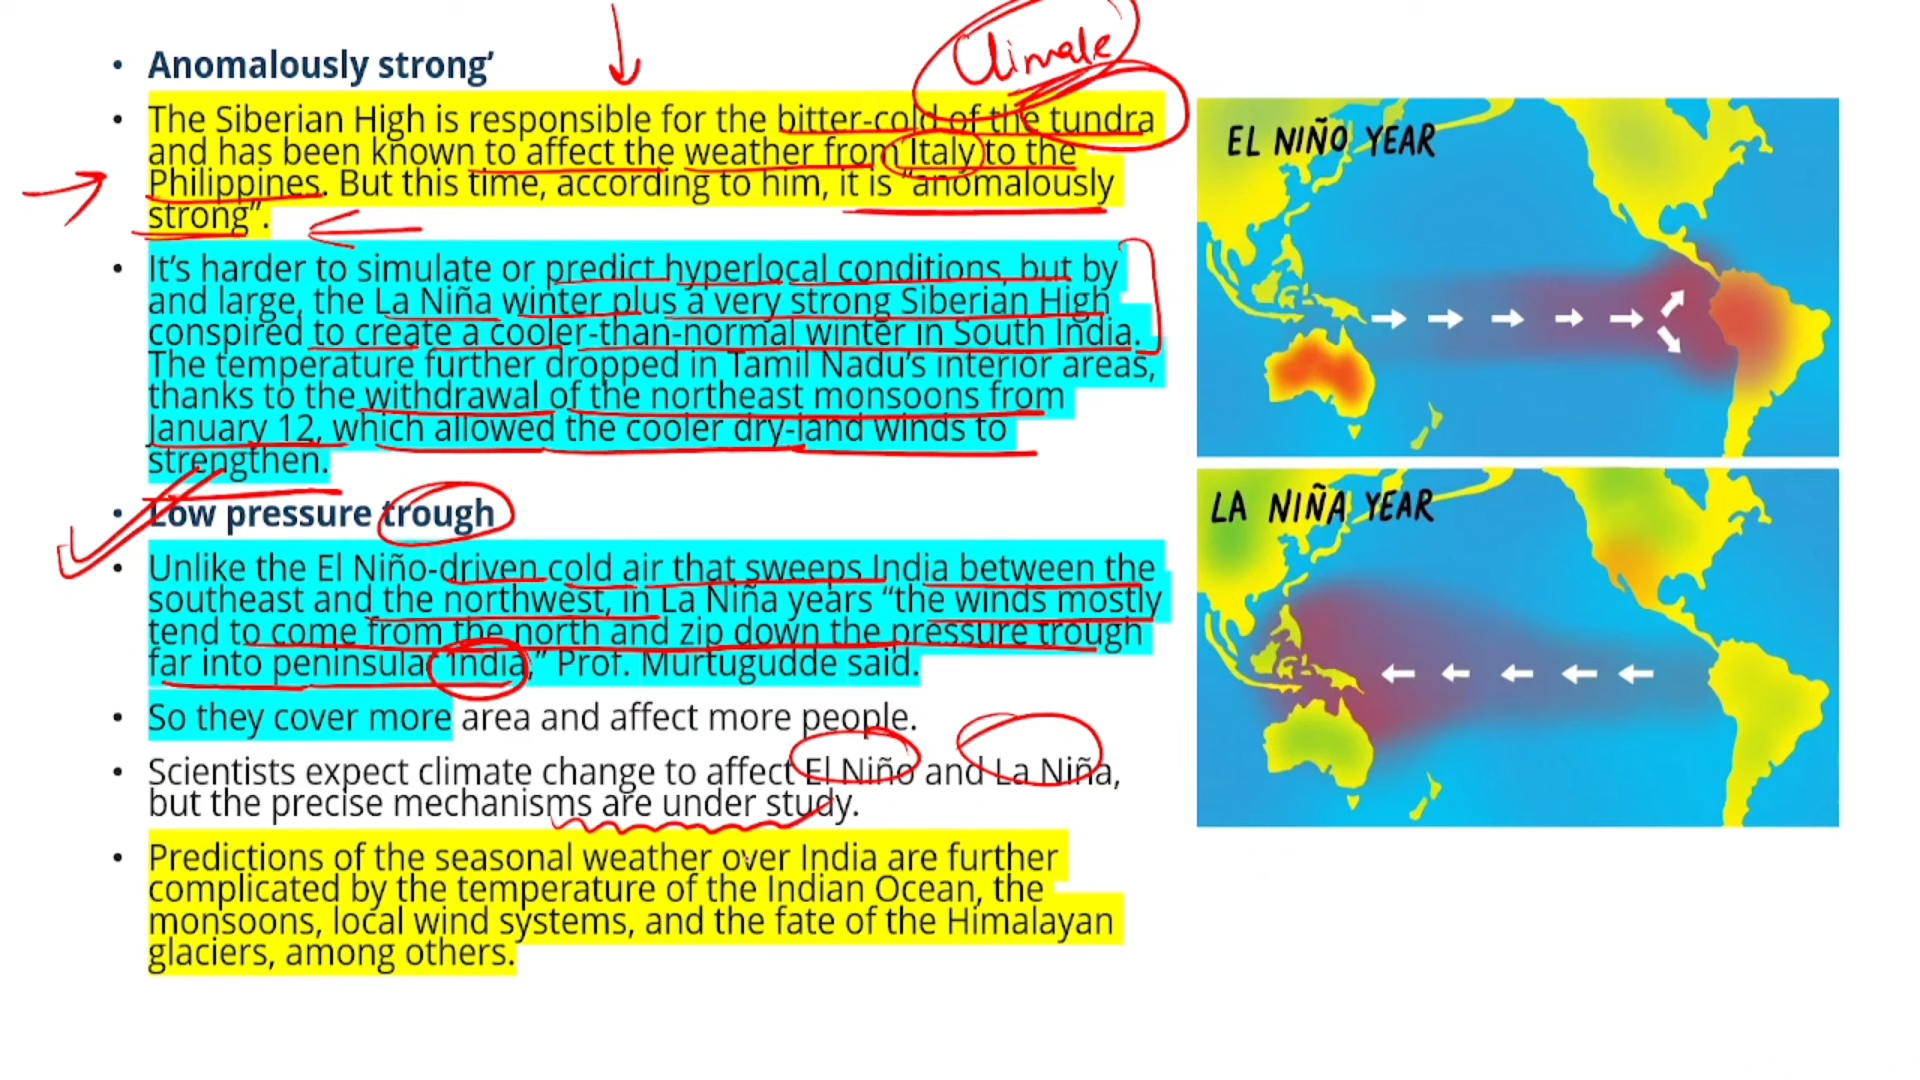 Climate
• Anomalously strong’
• The Siberian High is responsible for the bitter-cold of the tundra
and has been known to affect the weather from Italy to the
Philippines. But this time, according to him, it is “anomalously
strong”.
• It’s harder to simulate or predict hyperlocal conditions, but by
and large, the La Niña winter plus a very strong Siberian High
conspired to create a cooler-than-normal winter in South India.
The temperature further dropped in Tamil Nadu’s interior areas,
thanks to the withdrawal of the northeast monsoons from
January 12, which allowed the cooler dry-land winds to
strengthen.
• Low pressure trough
• Unlike the El Niño-driven cold air that sweeps India between the
southeast and the northwest, in La Niña years “the winds mostly
tend to come from the north and zip down the pressure trough
far into peninsular India,” Prof. Murtugudde said.
• So they cover more area and affect more people.
• Scientists expect climate change to affect El Niño and La Niña,
but the precise mechanisms are under study.
• Predictions of the seasonal weather over India are further
complicated by the temperature of the Indian Ocean, the
monsoons, local wind systems, and the fate of the Himalayan
glaciers, among others.
EL NIÑO YEAR
LA NIÑA YEAR